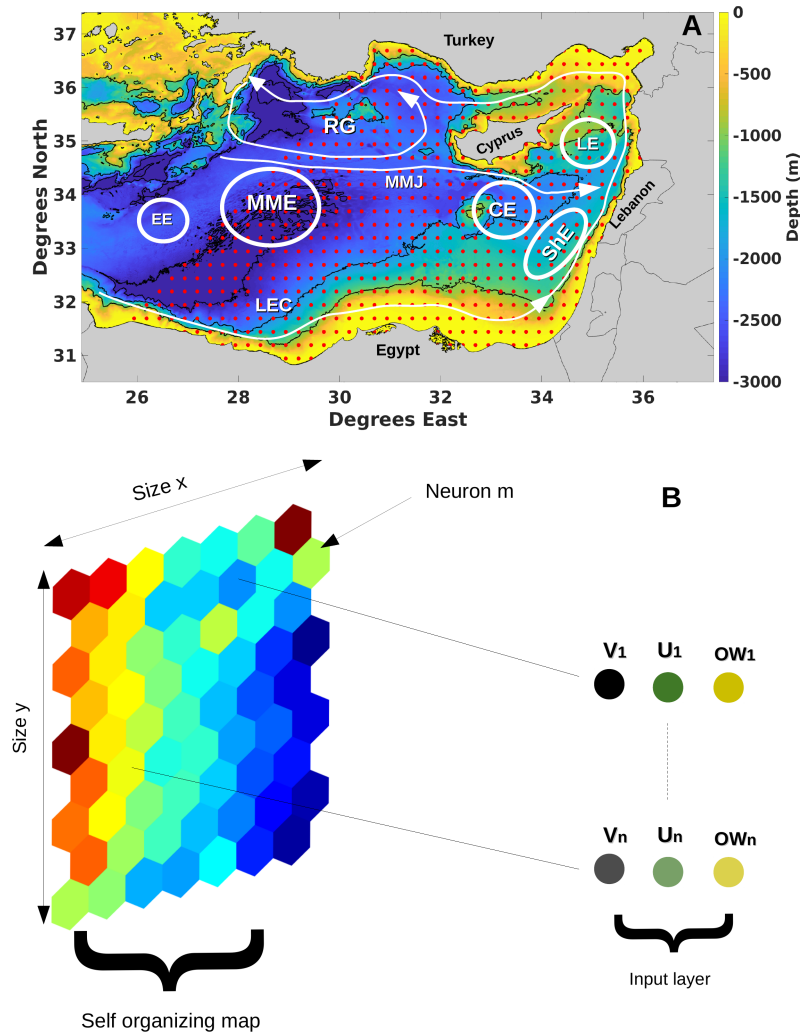 A
37
36
35
34
33
32
31
Degrees North
28
30
32
34
36
Degrees East
Turkey
Cyprus
Lebanon
Egypt
RG
LE
MMJ
MME
CE
EE
ShE
LEC
0
-500
-1000
-1500
-2000
-2500
-3000
Depth (m)
B
Size x
Neuron m
Size y
V1 U1 OW1
Vn Un OWn
Input layer
Self organizing map